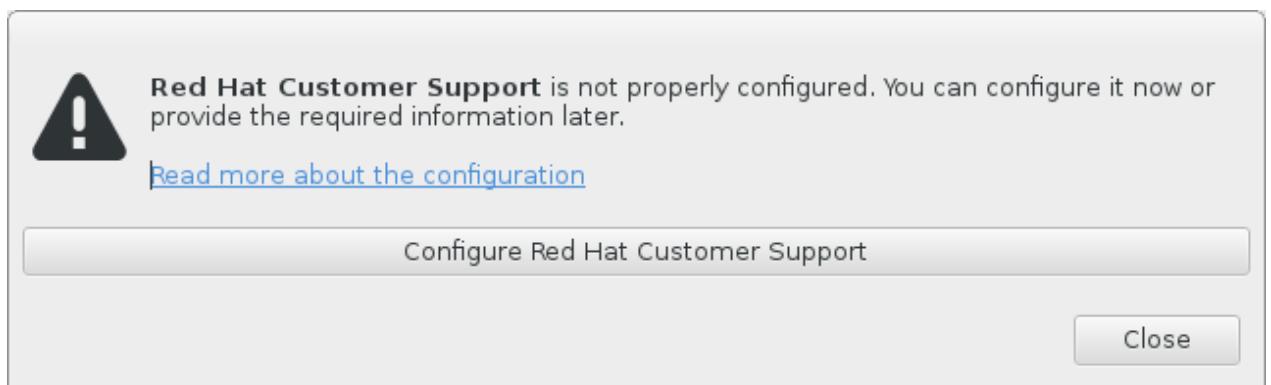 Red Hat Customer Support is not properly configured. You can configure it now or
provide the required information later.
Read more about the configuration
Configure Red Hat Customer Support
Close